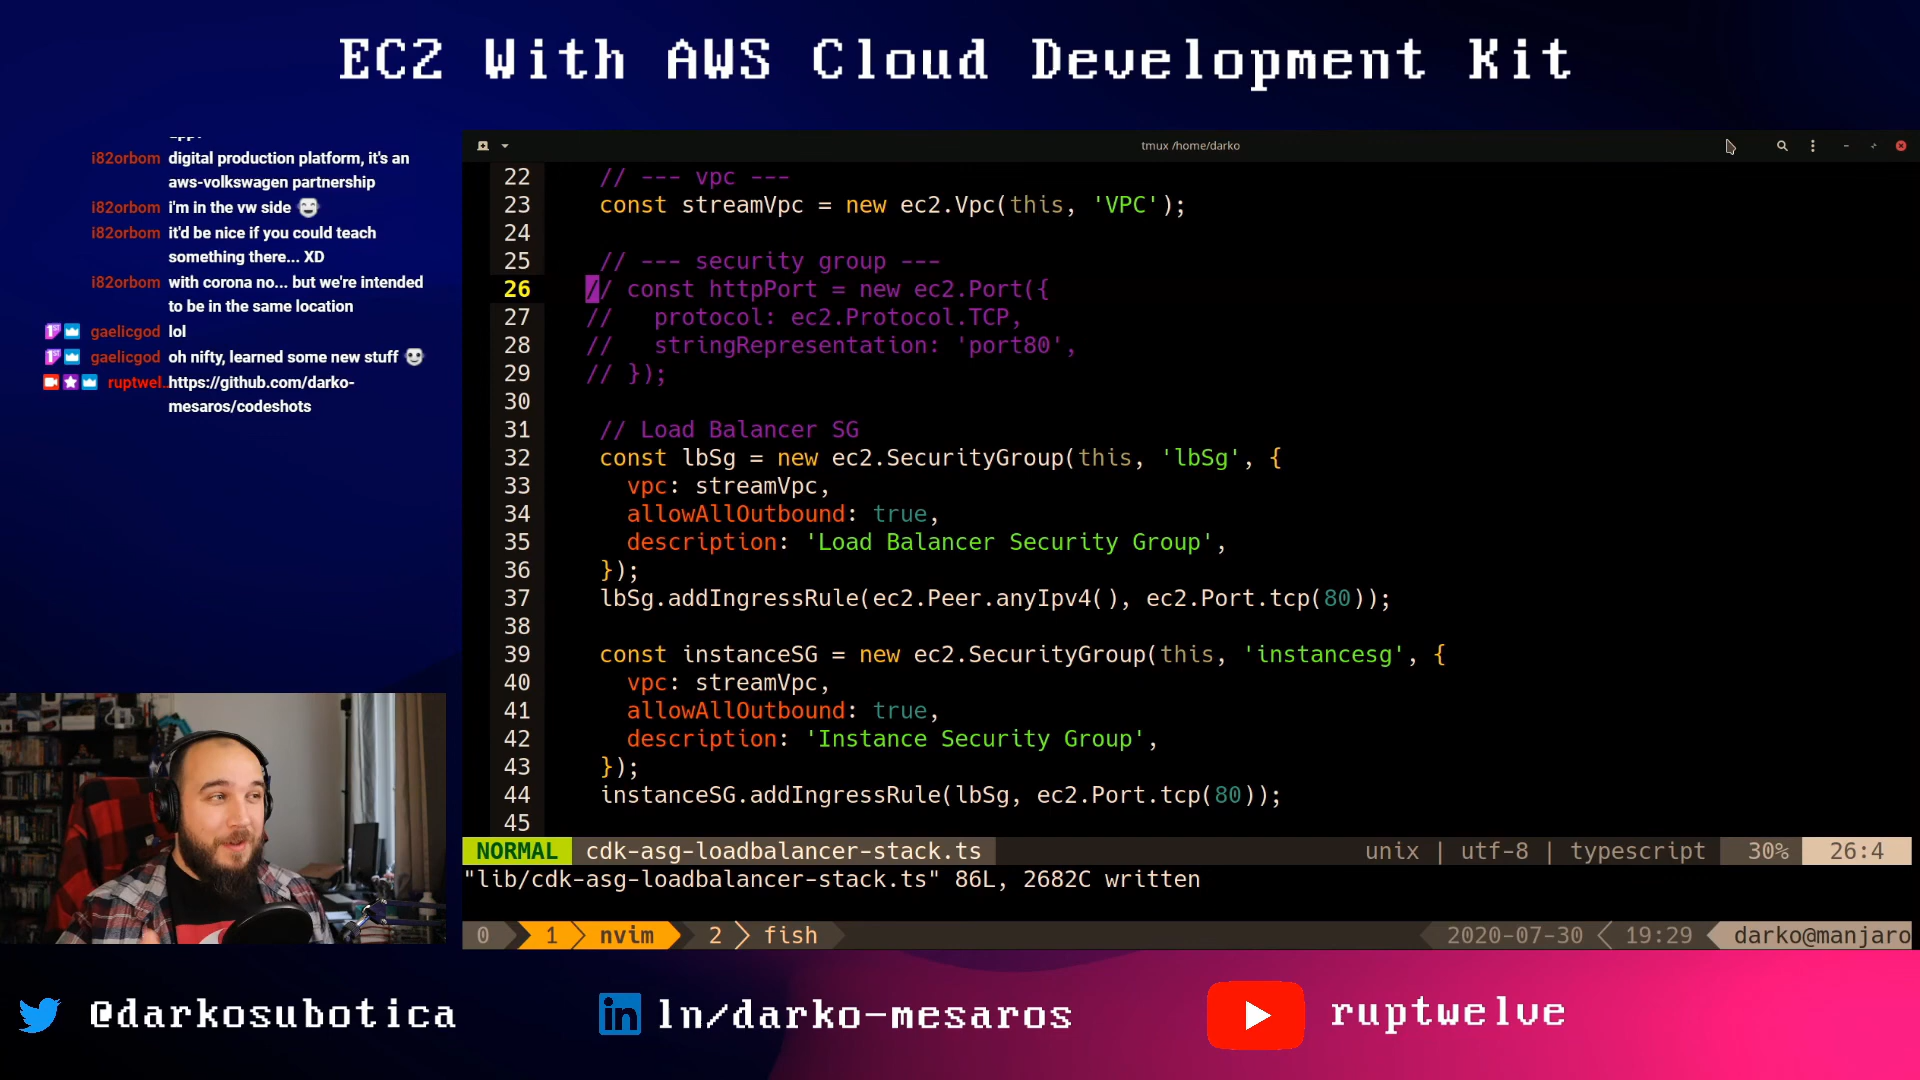 EC2 With AWS Cloud Development Kit
i82orbom digital production platform, it's an
aws-volkswagen partnership
i82orbom i'm in the vw side
i82orbom it'd be nice if you could teach
something there... XD
i82orbom with corona no... but we're intended
to be in the same location
gaelicgod lol
gaelicgod oh nifty, learned some new stuff
ruptwel..https://github.com/darko-
mesaros/codeshots
tmux /home/darko
22 // --- vpc ---
23 const streamVpc = new ec2.Vpc(this, 'VPC');
24
25 // --- security group ---
26 // const httpPort = new ec2.Port({
27 //   protocol: ec2.Protocol.TCP,
28 //   stringRepresentation: 'port80',
29 // });
30
31 // Load Balancer SG
32 const lbSg = new ec2.SecurityGroup(this, 'lbSg', {
33   vpc: streamVpc,
34   allowAllOutbound: true,
35   description: 'Load Balancer Security Group',
36 });
37 lbSg.addIngressRule(ec2.Peer.anyIpv4(), ec2.Port.tcp(80));
38
39 const instanceSG = new ec2.SecurityGroup(this, 'instancesg', {
40   vpc: streamVpc,
41   allowAllOutbound: true,
42   description: 'Instance Security Group',
43 });
44 instanceSG.addIngressRule(lbSg, ec2.Port.tcp(80));
45
NORMAL cdk-asg-loadbalancer-stack.ts unix | utf-8 | typescript 30% 26:4
"lib/cdk-asg-loadbalancer-stack.ts" 86L, 2682C written
0 1 nvim 2 fish 2020-07-30 19:29 darko@manjaro
@darkosubotica in ln/darko-mesaros ruptwelve